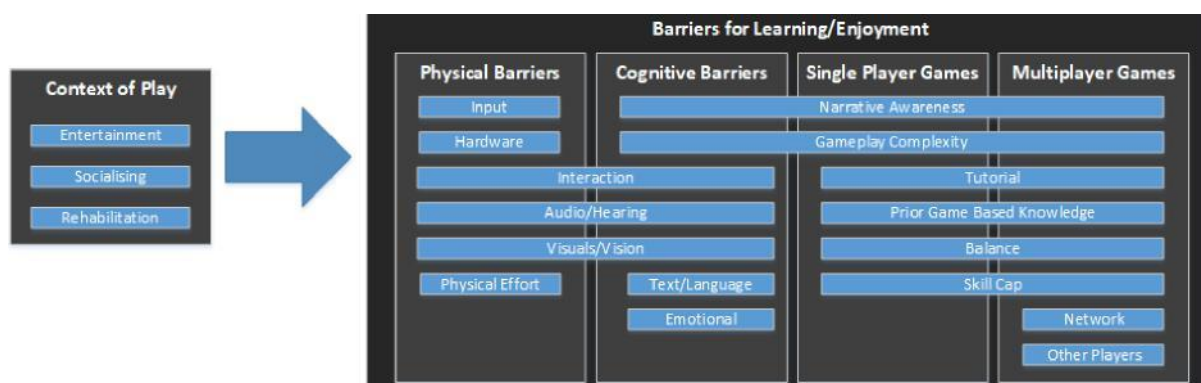 Barriers for Learning/Enjoyment
Context of Play
Entertainment
Socialising
Rehabilitation
Physical Barriers
Cognitive Barriers
Single Player Games
Multiplayer Games
Input
Narrative Awareness
Hardware
Gameplay Complexity
Interaction
Tutorial
Audio/Hearing
Prior Game Based Knowledge
Visuals/Vision
Balance
Physical Effort
Text/Language
Skill Cap
Emotional
Network
Other Players